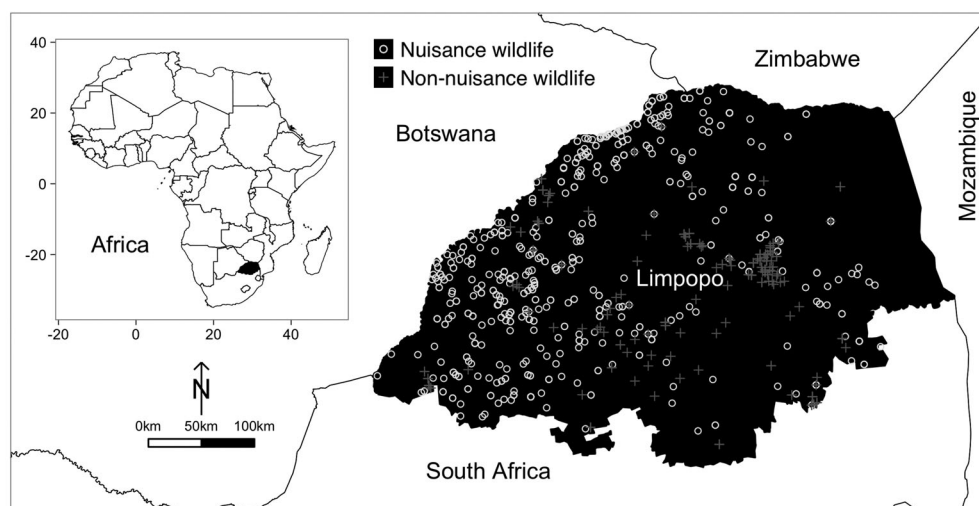 40
20
0
-20
-20
0
20
40
Africa
N
0km
50km
100km
Nuisance wildlife
Non-nuisance wildlife
Zimbabwe
Botswana
Mozambique
Limpopo
South Africa